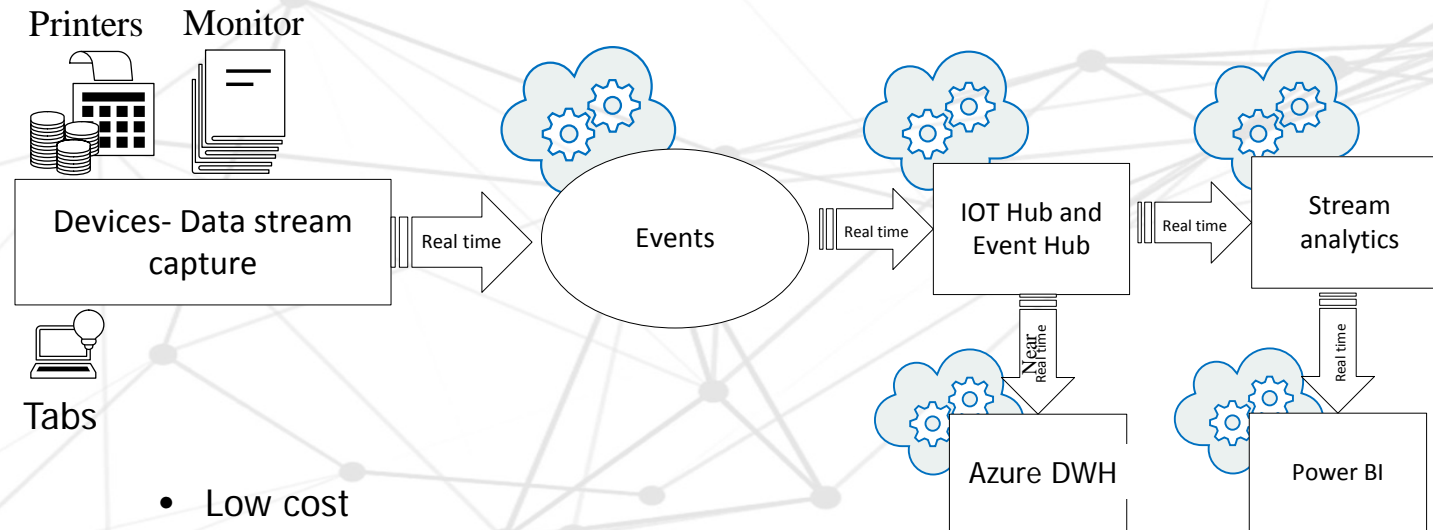 Printers
Monitor
Devices- Data stream
capture
Real time
Events
Real time
IOT Hub and
Event Hub
Real time
Stream
analytics
Tabs
Near
Real time
Real time
Azure DWH
Power BI
• Low cost